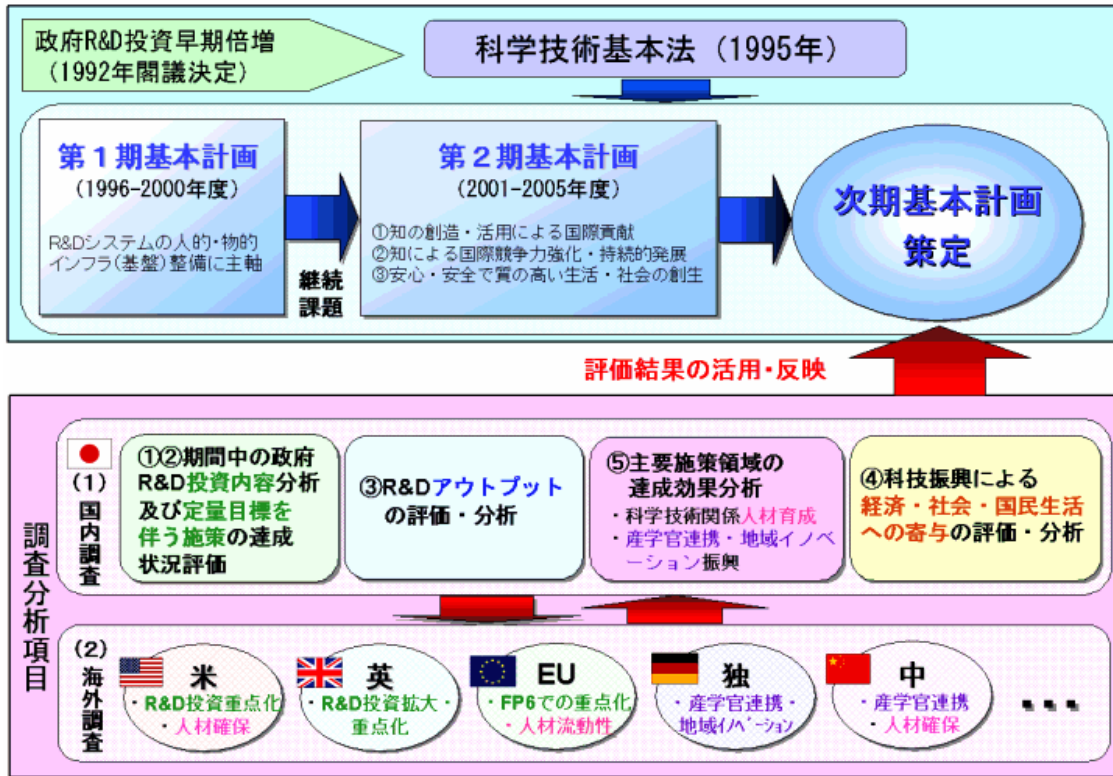 政府R&D投資早期倍増
（1992年閣議決定）
科学技術基本法（1995年）
第１期基本計画
（1996-2000年度）
R&Dシステムの人的・物的
インフラ（基盤）整備に主軸
継続
課題
第２期基本計画
（2001-2005年度）
①知の創造・活用による国際貢献
②知による国際競争力強化・持続的発展
③安心・安全で質の高い生活・社会の創生
次期基本計画
策定
評価結果の活用・反映
調査分析項目
（1）国内調査
①②期間中の政府
R&D投資内容分析
及び定量目標を
伴う施策の達成
状況評価
③R&Dアウトプット
の評価・分析
⑤主要施策領域の
達成効果分析
・科学技術関係人材育成
・産学官連携・地域イノベ
ーション振興
④科技振興による
経済・社会・国民生活
への寄与の評価・分析
（2）海外調査
米
・R&D投資重点化
・人材確保
英
・R&D投資拡大・
重点化
EU
・FP6での重点化
・人材流動性
独
・産学官連携・
地域ｲﾉﾍﾞｰｼｮﾝ
中
・産学官連携
・人材確保
・・・